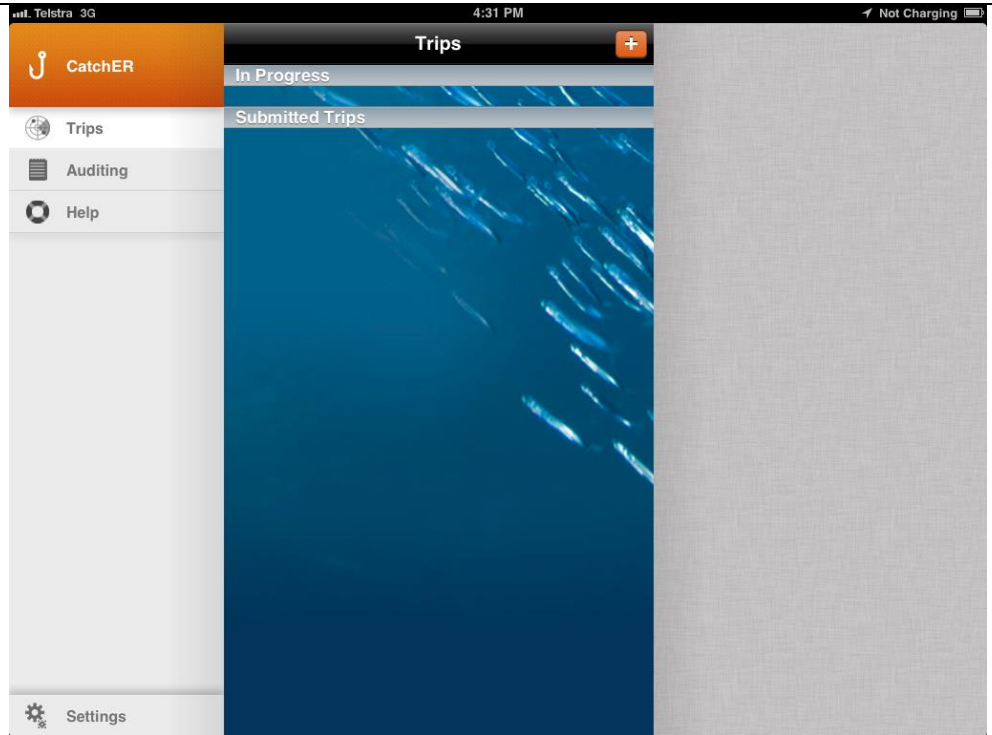 Telstra 3G
4:31 PM
Not Charging
CatchER
Trips
Auditing
Help
Settings
Trips
In Progress
Submitted Trips